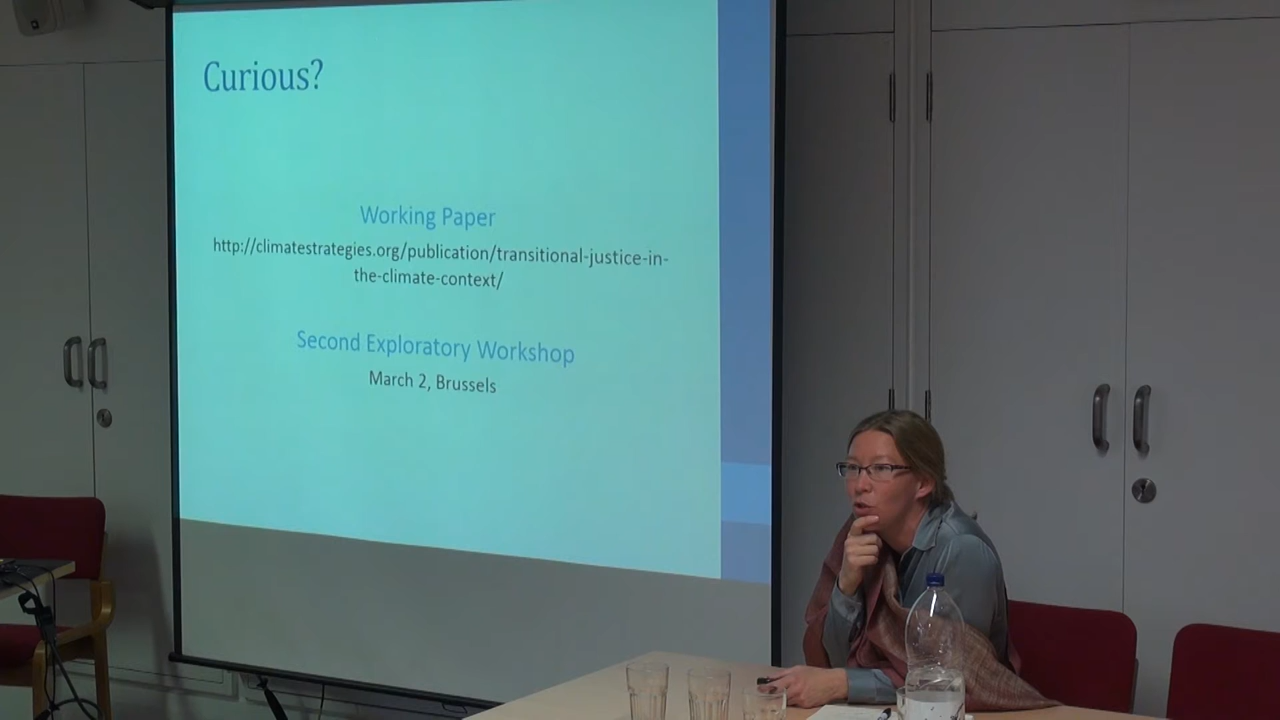 Curious?
Working Paper
http://climatestrategies.org/publication/transitional-justice-in-
the-climate-context/
Second Exploratory Workshop
March 2, Brussels